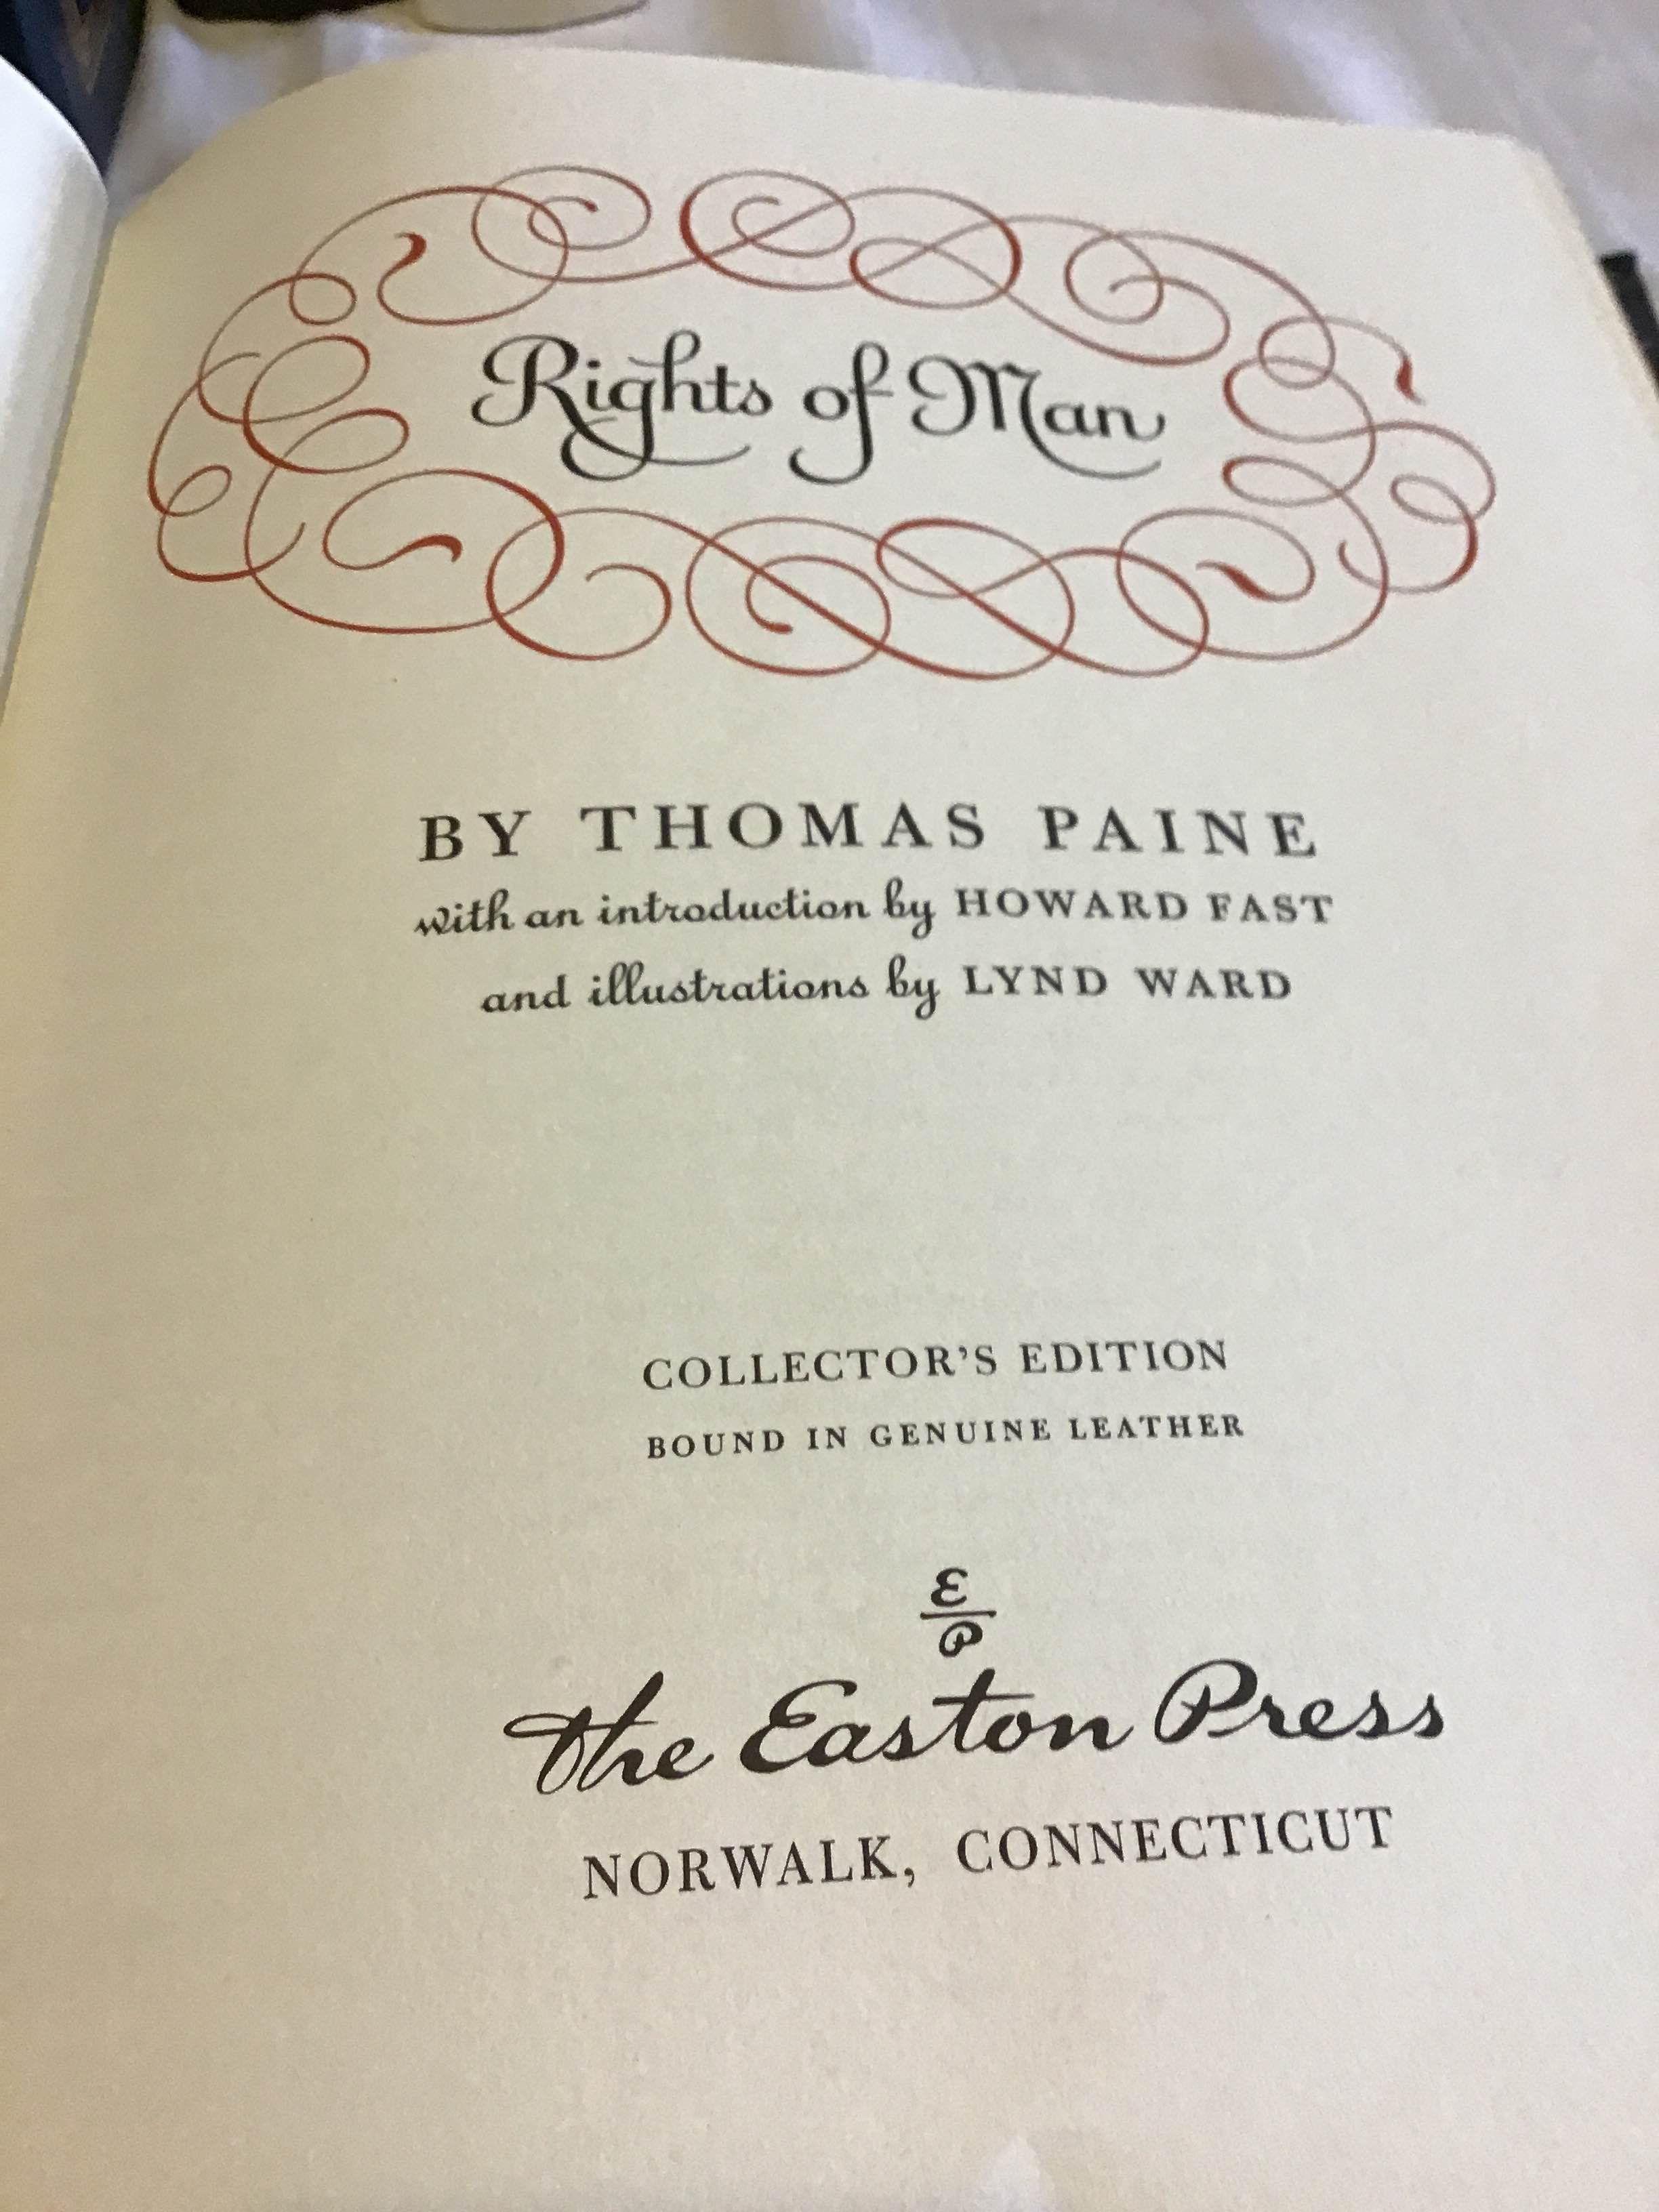 Rights of Man
BY THOMAS PAINE
with an introduction by HOWARD FAST
and illustrations by LYND WARD
COLLECTOR'S EDITION
BOUND IN GENUINE LEATHER
E
P
The Easton Press
NORWALK, CONNECTICUT